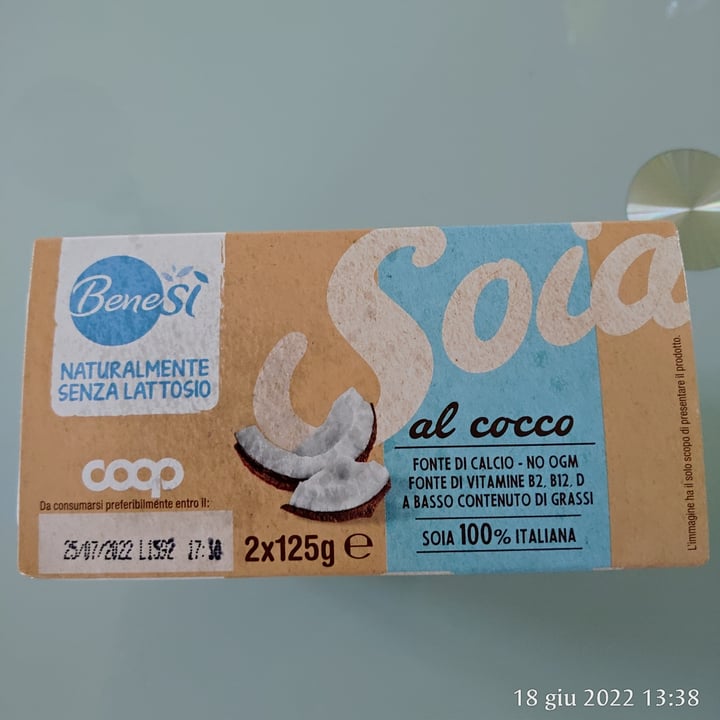 BeneSì
NATURALMENTE
SENZA LATTOSIO
coop
Da consumarsi preferibilmente entro il:
25/07/2022 L1592 17:30
2x125g e
Soia
al cocco
FONTE DI CALCIO - NO OGM
FONTE DI VITAMINE B2, B12, D
A BASSO CONTENUTO DI GRASSI
SOIA 100% ITALIANA
L'immagine ha il solo scopo di presentare il prodotto.
18 giu 2022 13:38